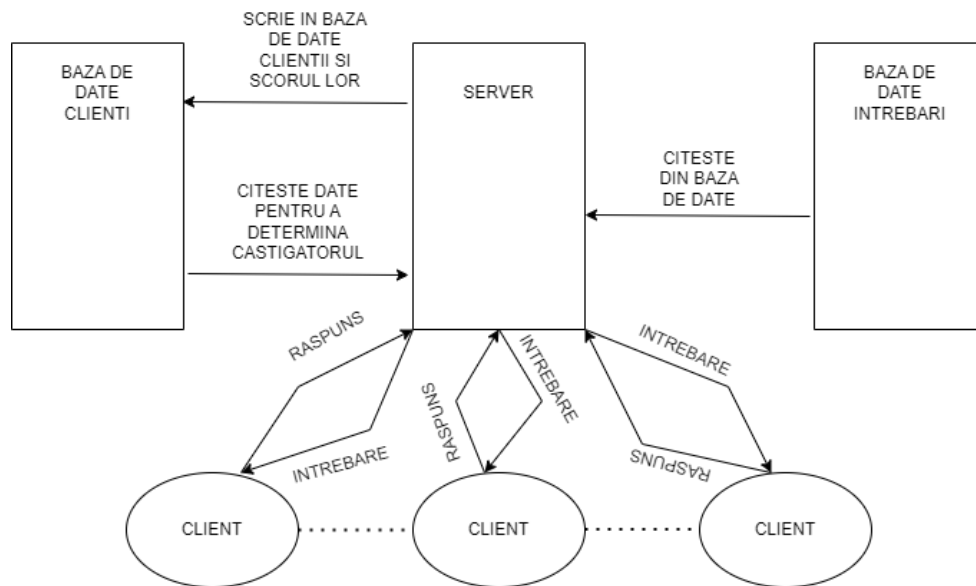 SCRIE IN BAZA
DE DATE
CLIENTII SI
SCORUL LOR
BAZA DE
DATE
CLIENTI
SERVER
BAZA DE
DATE
INTREBARI
CITESTE DATE
PENTRU A
DETERMINA
CASTIGATORUL
CITESTE
DIN BAZA
DE DATE
RASPUNS
INTREBARE
RASPUNS
INTREBARE
INTREBARE
RASPUNS
CLIENT
CLIENT
CLIENT